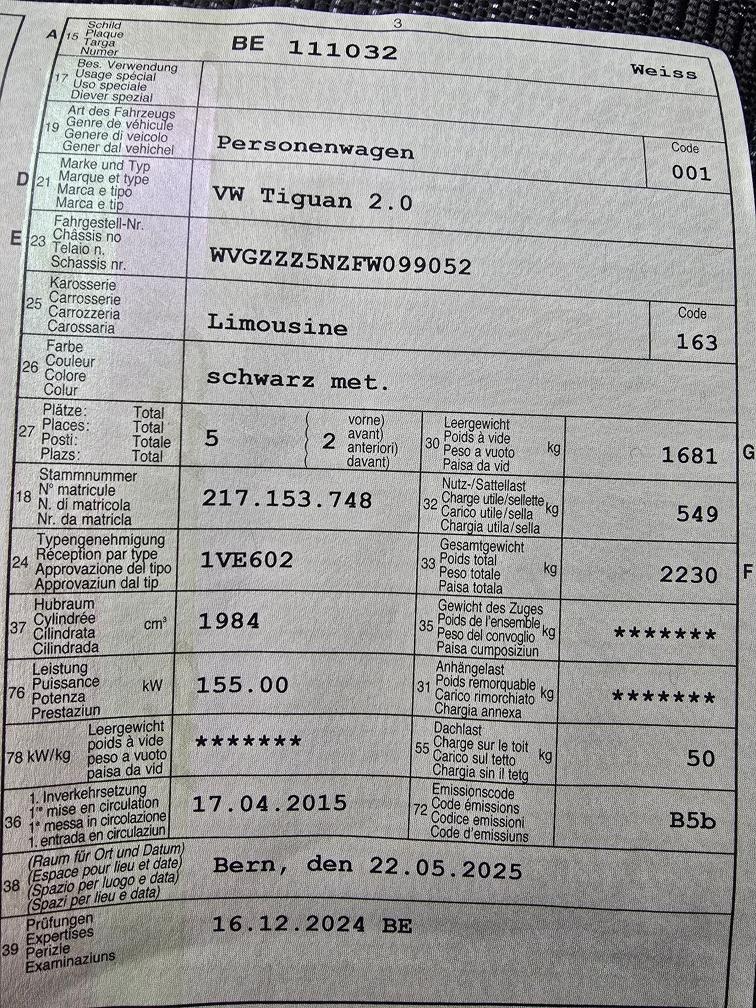 3
A 15 Schild
Plaque
Targa
Numer
BE 111032 Weiss
17 Bes. Verwendung
Usage spécial
Uso speciale
Diever spezial
19 Art des Fahrzeugs
Genre de véhicule
Genere di veicolo
Gener dal vehichel
Personenwagen
Code
001
D 21 Marke und Typ
Marque et type
Marca e tipo
Marca e tip
VW Tiguan 2.0
E 23 Fahrgestell-Nr.
Châssis no
Telaio n.
Schassis nr.
WVGZZZ5NZFW099052
25 Karosserie
Carrosserie
Carrozzeria
Carossaria
Limousine
Code
163
26 Farbe
Couleur
Colore
Colur
schwarz met.
27 Plätze: Total
Places: Total
Posti: Totale
Plazs: Total
5 ( 2 vorne)
avant)
anteriori)
davant)
30 Leergewicht
Poids à vide
Peso a vuoto
Paisa da vid
kg
1681 G
18 Stammnummer
N° matricule
N. di matricola
Nr. da matricla
217.153.748
32 Nutz-/Sattellast
Charge utile/sellette
Carico utile/sella
Chargia utila/sella
kg
549
24 Typengenehmigung
Réception par type
Approvazione del tipo
Approvaziun dal tip
1VE602
33 Gesamtgewicht
Poids total
Peso totale
Paisa totala
kg
2230 F
37 Hubraum
Cylindrée
Cilindrata
Cilindrada
cm³
1984
35 Gewicht des Zuges
Poids de l'ensemble
Peso del convoglio
Paisa cumposiziun
kg
*******
76 Leistung
Puissance
Potenza
Prestaziun
kW
155.00
31 Anhängelast
Poids remorquable
Carico rimorchiato
Chargia annexa
kg
*******
78 kW/kg Leergewicht
poids à vide
peso a vuoto
paisa da vid
*******
55 Dachlast
Charge sur le toit
Carico sul tetto
Chargia sin il tetg
kg
50
36 1. Inverkehrsetzung
1re mise en circulation
1a messa in circolazione
1. entrada en circulaziun
17.04.2015
72 Emissionscode
Code émissions
Codice emissioni
Code d'emissiuns
B5b
38 (Raum für Ort und Datum)
(Espace pour lieu et date)
(Spazio per luogo e data)
(Spazi per lieu e data)
Bern, den 22.05.2025
39 Prüfungen
Expertises
Perizie
Examinaziuns
16.12.2024 BE